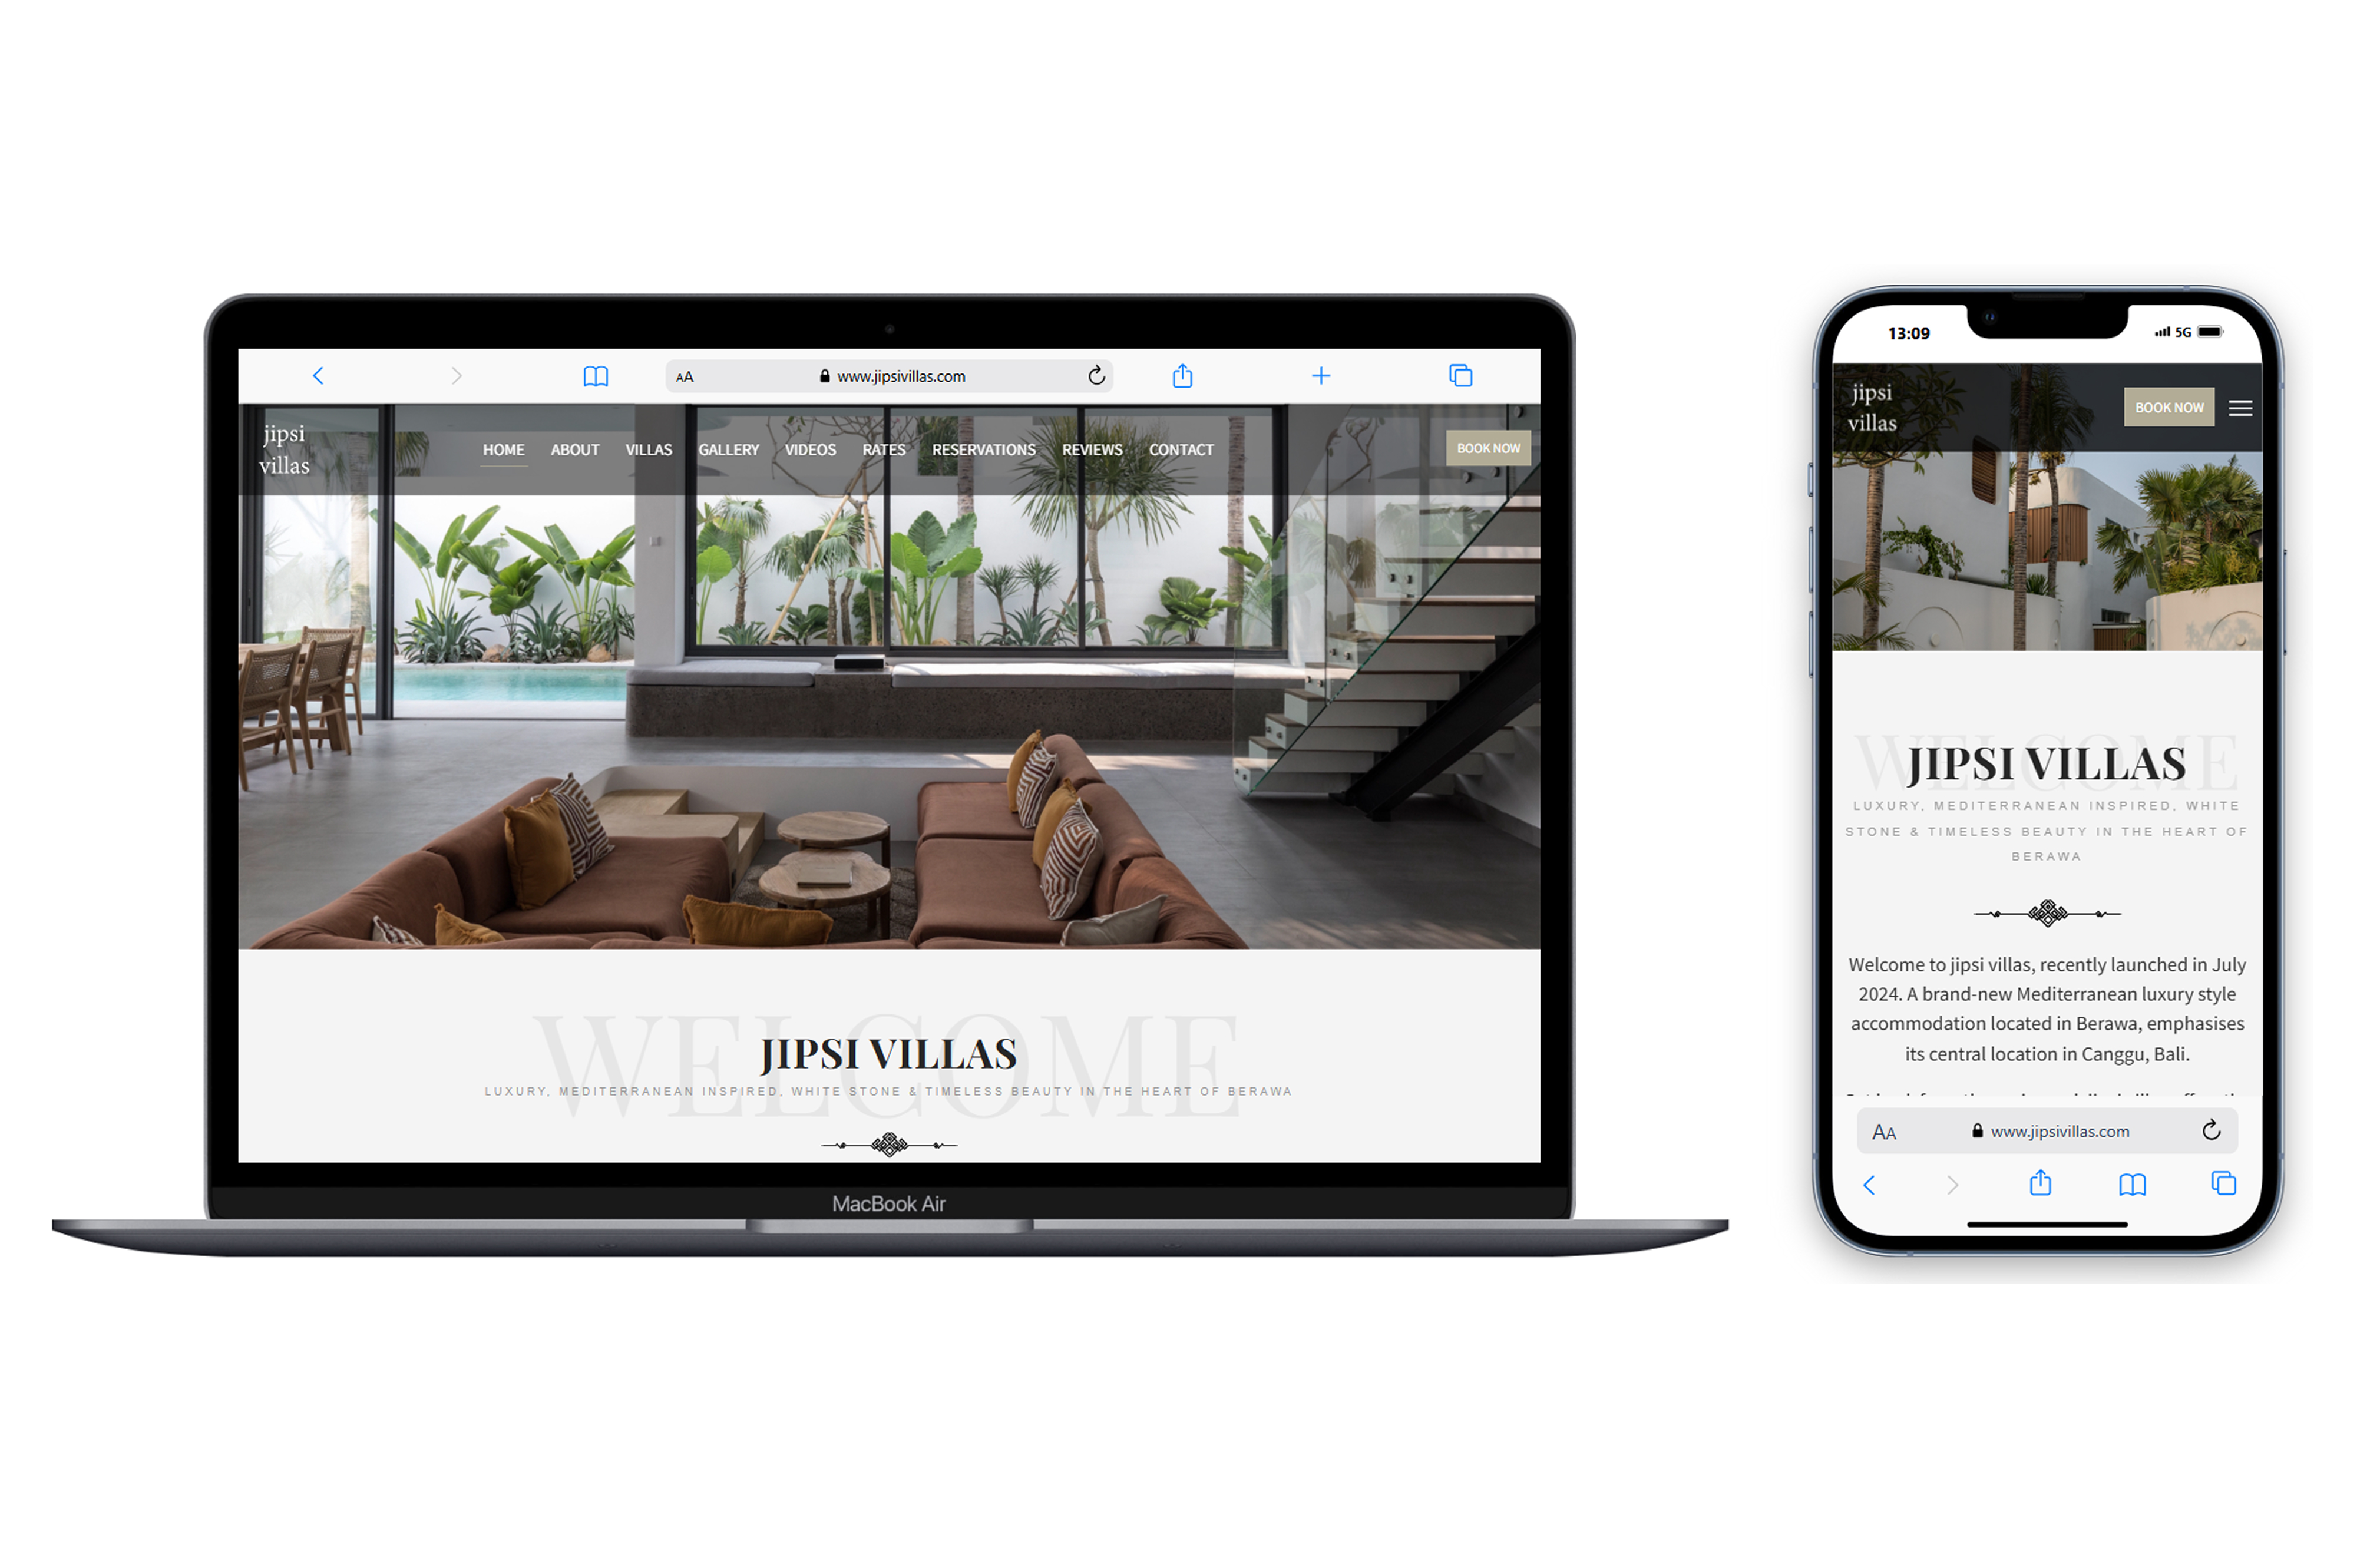 AA www.jipsivillas.com
jipsi
villas
HOME ABOUT VILLAS GALLERY VIDEOS RATES RESERVATIONS REVIEWS CONTACT
BOOK NOW
WELCOME
JIPSI VILLAS
LUXURY, MEDITERRANEAN INSPIRED, WHITE STONE & TIMELESS BEAUTY IN THE HEART OF BERAWA
MacBook Air
13:09 5G
jipsi
villas
BOOK NOW
WELCOME
JIPSI VILLAS
LUXURY, MEDITERRANEAN INSPIRED, WHITE
STONE & TIMELESS BEAUTY IN THE HEART OF
BERAWA
Welcome to jipsi villas, recently launched in July
2024. A brand-new Mediterranean luxury style
accommodation located in Berawa, emphasises
its central location in Canggu, Bali.
AA www.jipsivillas.com